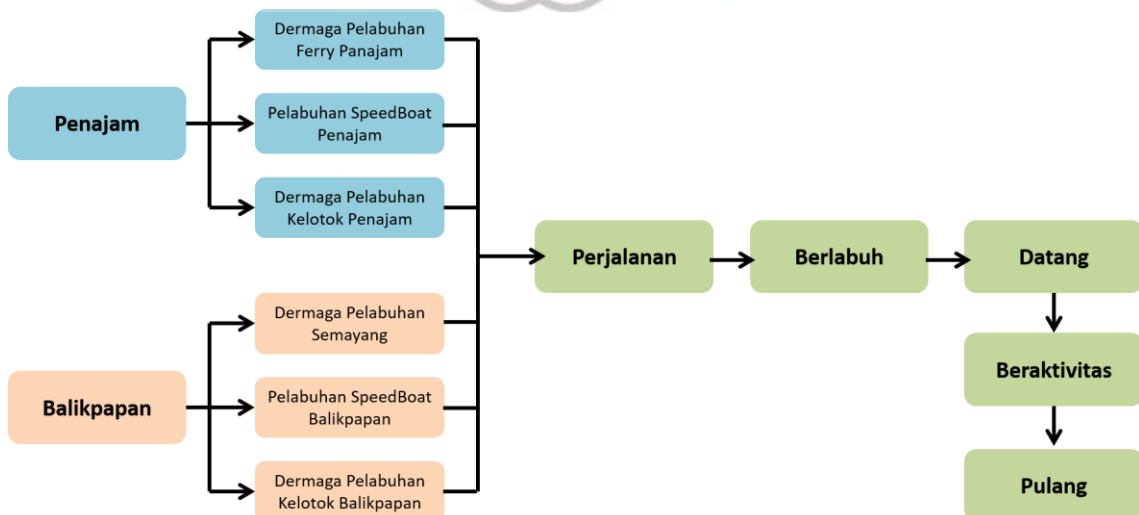 Penajam
Dermaga Pelabuhan
Ferry Panajam
Pelabuhan SpeedBoat
Penajam
Dermaga Pelabuhan
Kelotok Penajam
Balikpapan
Dermaga Pelabuhan
Semayang
Pelabuhan SpeedBoat
Balikpapan
Dermaga Pelabuhan
Kelotok Balikpapan
Perjalanan
Berlabuh
Datang
Beraktivitas
Pulang